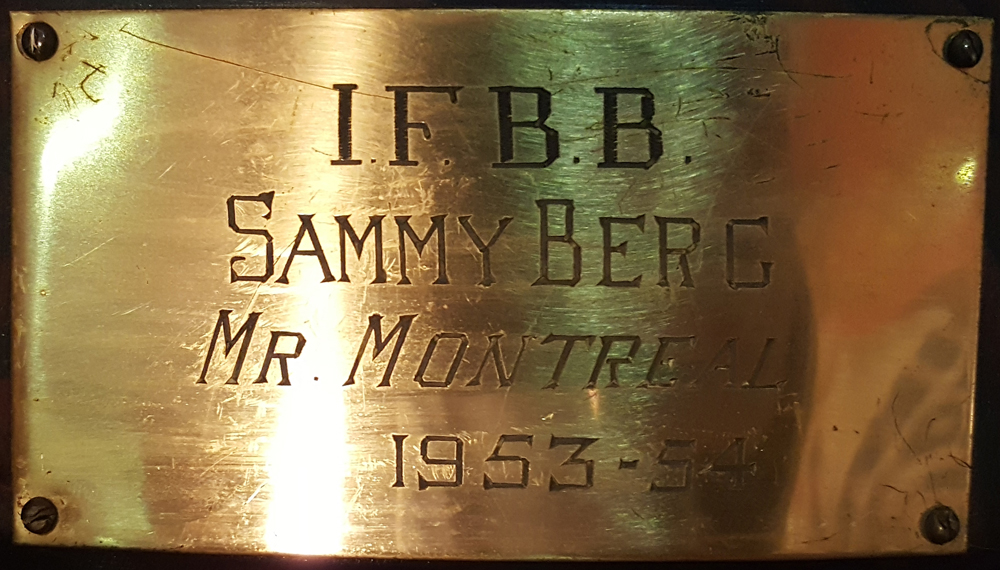 I.F.B.B.
SAMMY BERG
MR. MONTREAL
1953-54